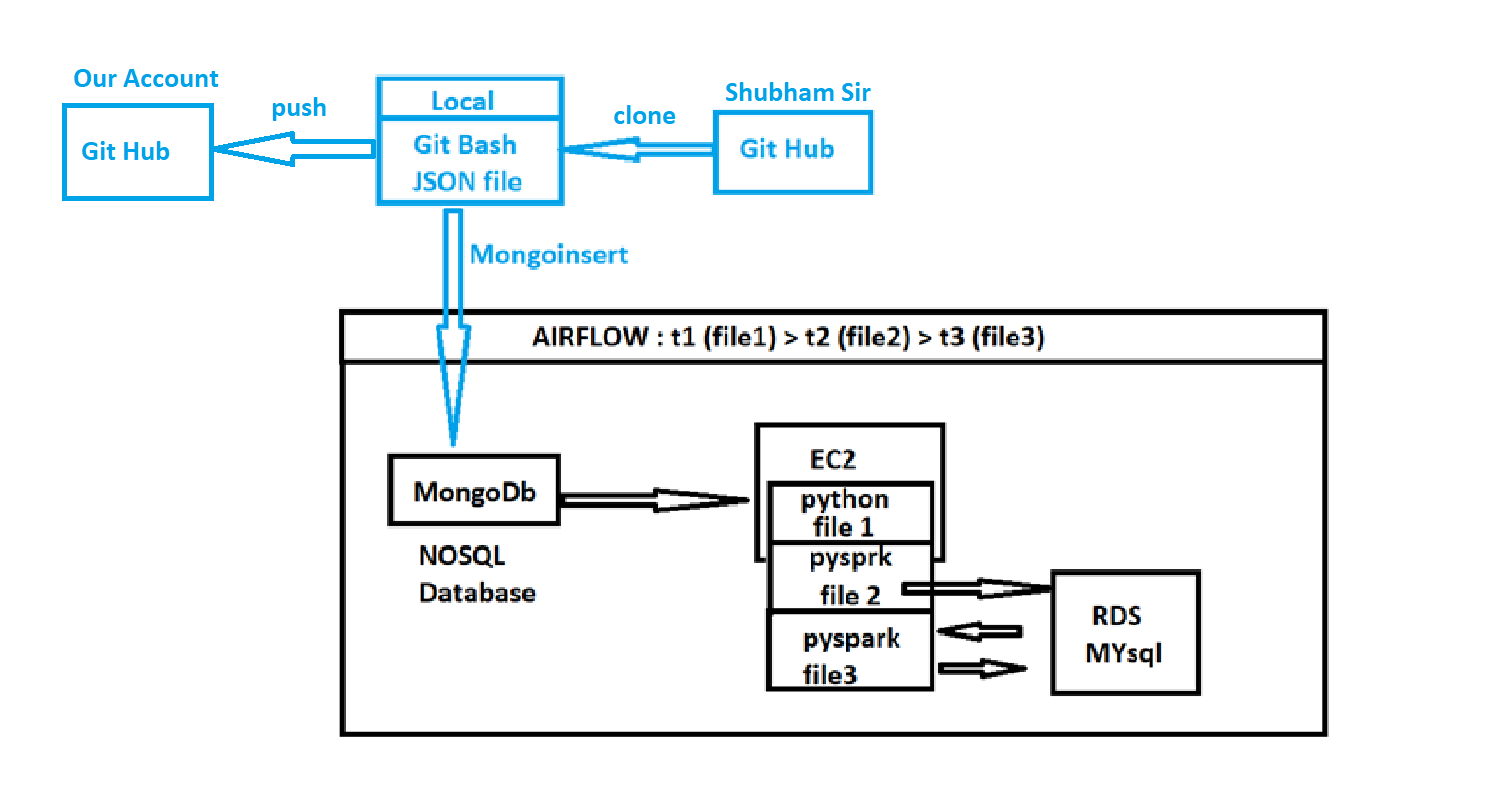 Our Account
Git Hub
push
Local
Git Bash
JSON file
clone
Shubham Sir
Git Hub
Mongoinsert
AIRFLOW : t1 (file1) > t2 (file2) > t3 (file3)
MongoDb
NOSQL
Database
EC2
python
file 1
pysprk
file 2
pyspark
file3
RDS
MYsql